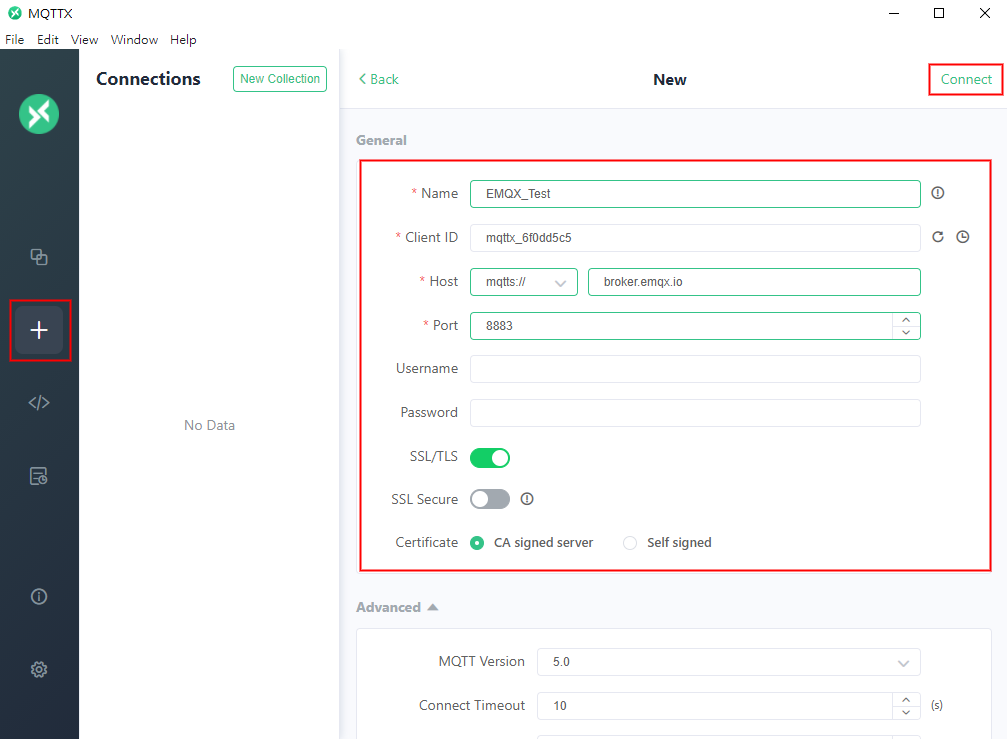 MQTTX
File Edit View Window Help
Connections
New Collection
Back
New
Connect
General
* Name EMQX_Test
* Client ID mqttx_6f0dd5c5
* Host mqtts:// broker.emqx.io
* Port 8883
Username
Password
SSL/TLS
SSL Secure
Certificate CA signed server Self signed
No Data
Advanced
MQTT Version 5.0
Connect Timeout 10 (s)